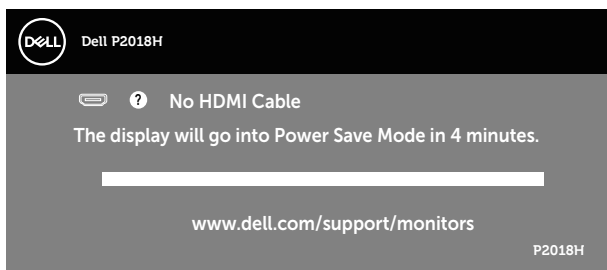 DELL Dell P2018H
? No HDMI Cable
The display will go into Power Save Mode in 4 minutes.
www.dell.com/support/monitors
P2018H